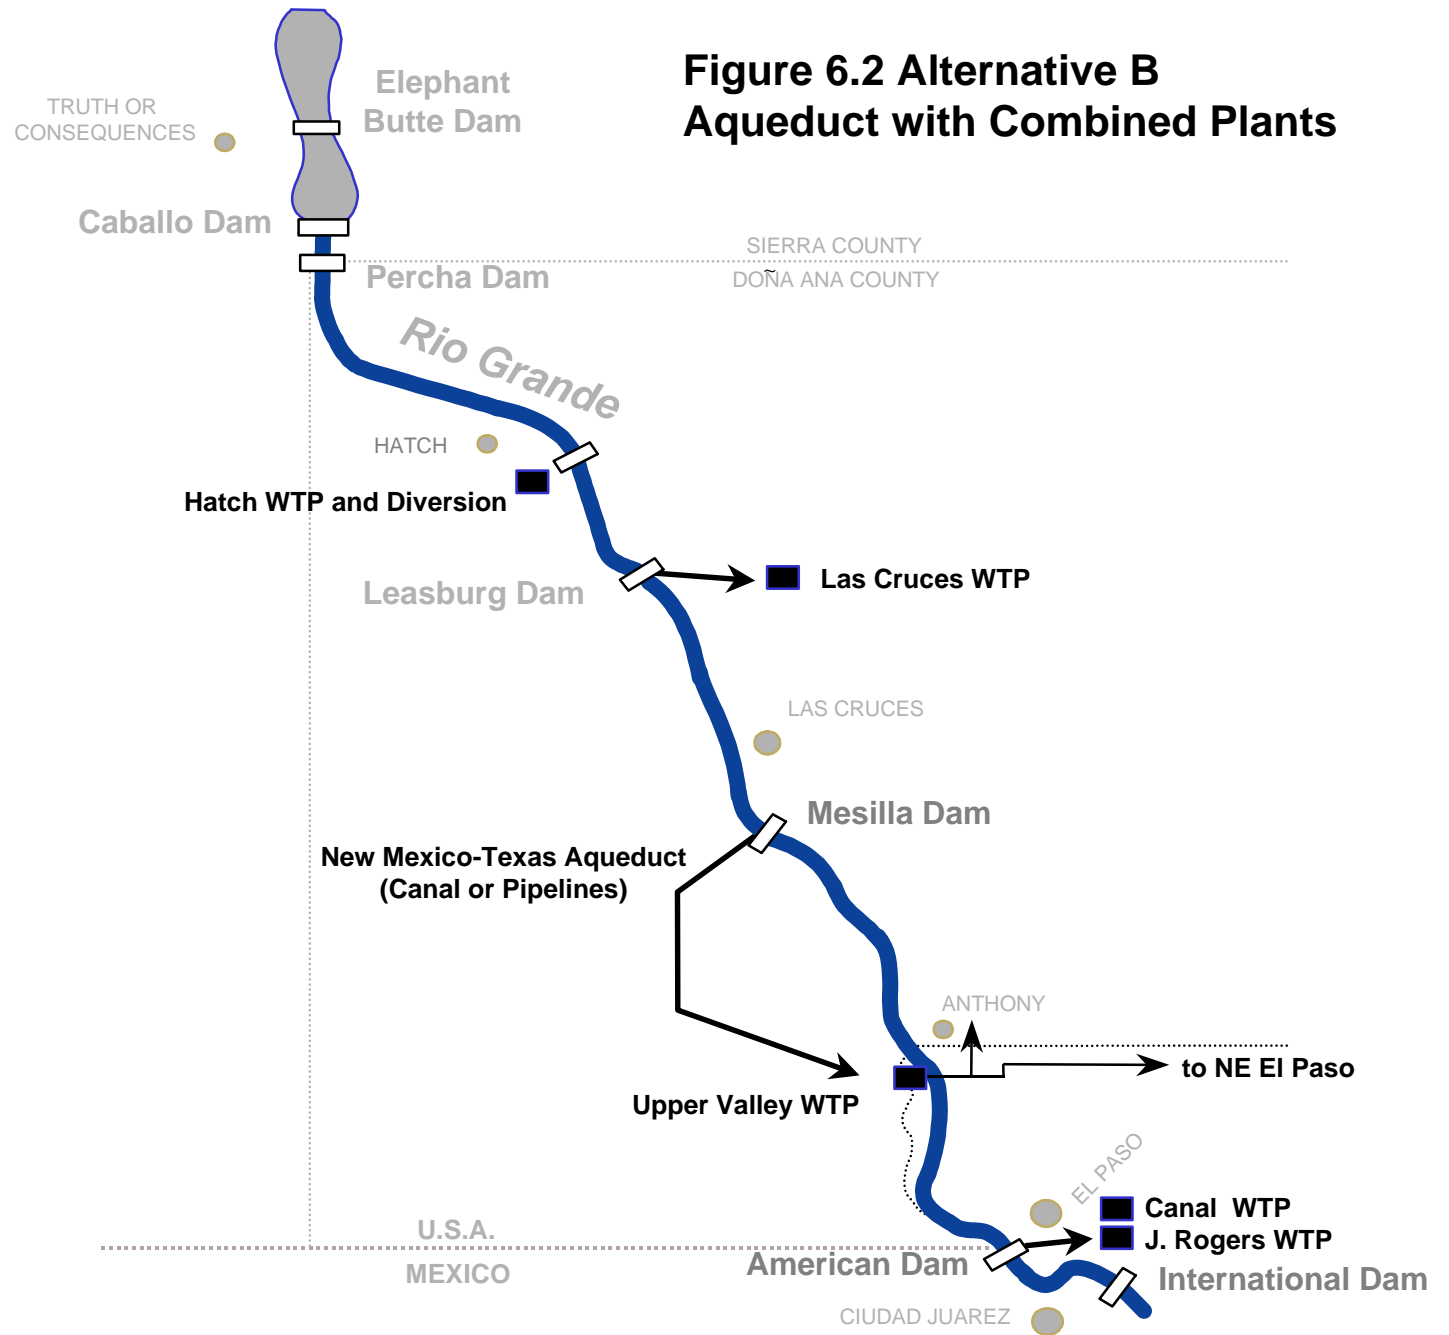 Figure 6.2 Alternative B
Aqueduct with Combined Plants
Elephant
Butte Dam
TRUTH OR
CONSEQUENCES
Caballo Dam
SIERRA COUNTY
Percha Dam
DOÑA ANA COUNTY
Rio Grande
HATCH
Hatch WTP and Diversion
Las Cruces WTP
Leasburg Dam
LAS CRUCES
Mesilla Dam
New Mexico-Texas Aqueduct
(Canal or Pipelines)
ANTHONY
to NE El Paso
Upper Valley WTP
EL PASO
Canal WTP
J. Rogers WTP
U.S.A.
MEXICO
American Dam
International Dam
CIUDAD JUAREZ